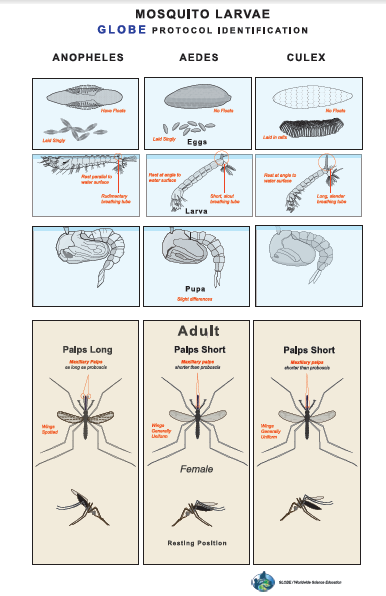 MOSQUITO LARVAE
GLOBE PROTOCOL IDENTIFICATION
ANOPHELES
AEDES
CULEX
Have Floats
No Floats
No Floats
Laid Singly
Laid Singly
Laid in rafts
Eggs
Rest parallel to
water surface
Rudimentary
breathing tube
Rest at angle to
water surface
Short, stout
breathing tube
Rest at angle to
water surface
Long, slender
breathing tube
Larva
Pupa
Slight differences
Adult
Palps Long
Maxillary Palps
as long as proboscis
Palps Short
Maxillary palps
shorter than proboscis
Palps Short
Maxillary palps
shorter than proboscis
Wings
Spotted
Wings
Generally
Uniform
Wings
Generally
Uniform
Female
Resting Position
GLOBE / Worldwide Science Education